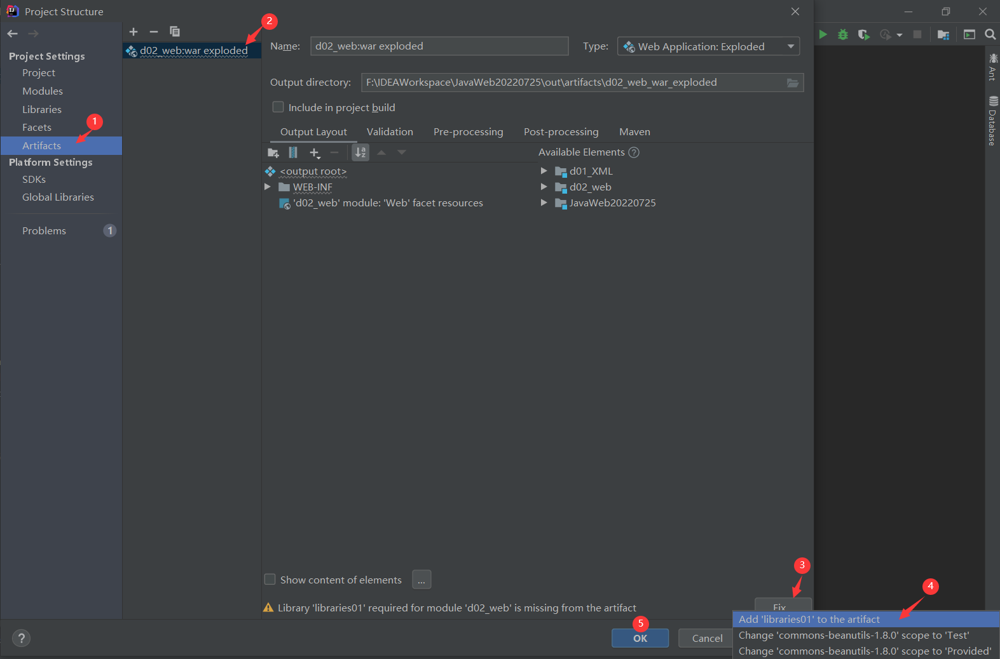 Project Structure
2
Name: d02_web:war exploded Type: Web Application: Exploded
d02_web:war exploded
Project Settings
Project
Modules
Libraries
Facets
1
Artifacts
Platform Settings
SDKs
Global Libraries
Problems 1
Output directory: F:\IDEAWorkspace\JavaWeb20220725\out\artifacts\d02_web_war_exploded
Include in project build
Output Layout Validation Pre-processing Post-processing Maven
Available Elements ?
<output root>
WEB-INF
'd02_web' module: 'Web' facet resources
d01_XML
d02_web
JavaWeb20220725
Ant
Database
Show content of elements ...
3
4
Library 'libraries01' required for module 'd02_web' is missing from the artifact Fix
Add 'libraries01' to the artifact
Change 'commons-beanutils-1.8.0' scope to 'Test'
Change 'commons-beanutils-1.8.0' scope to 'Provided'
5
? OK Cancel